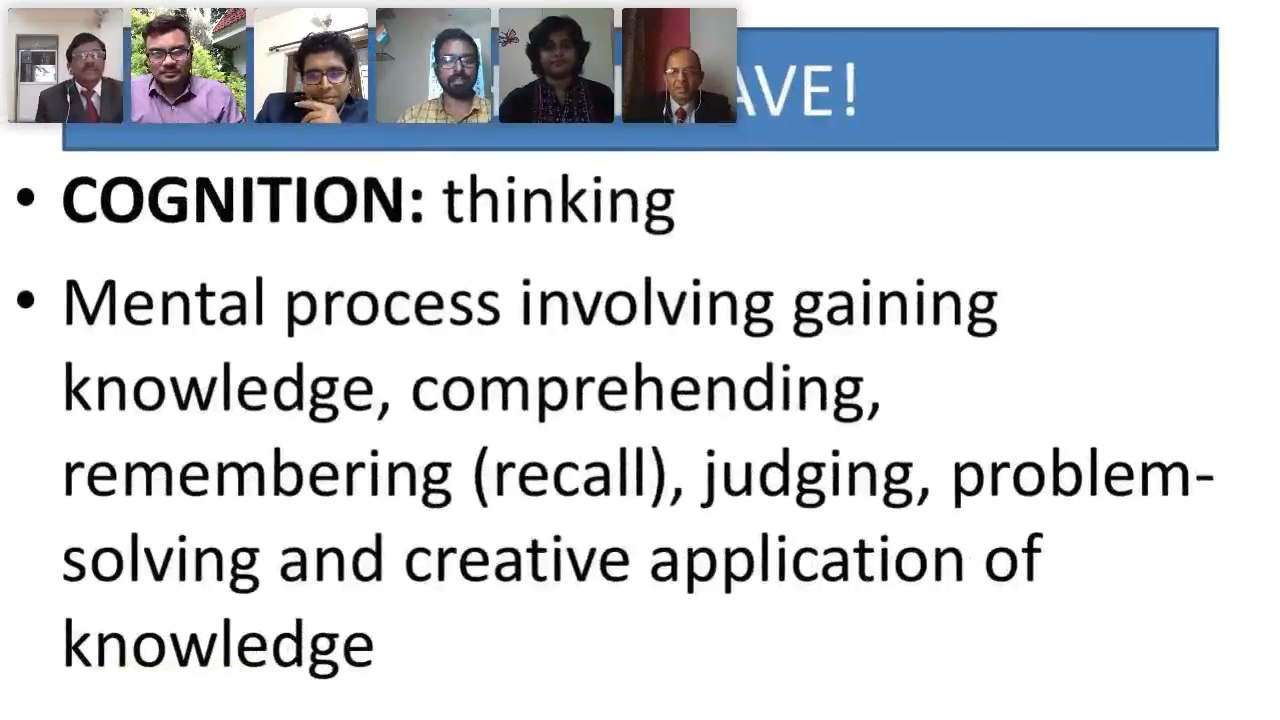 AVE!
• COGNITION: thinking
• Mental process involving gaining
knowledge, comprehending,
remembering (recall), judging, problem-
solving and creative application of
knowledge